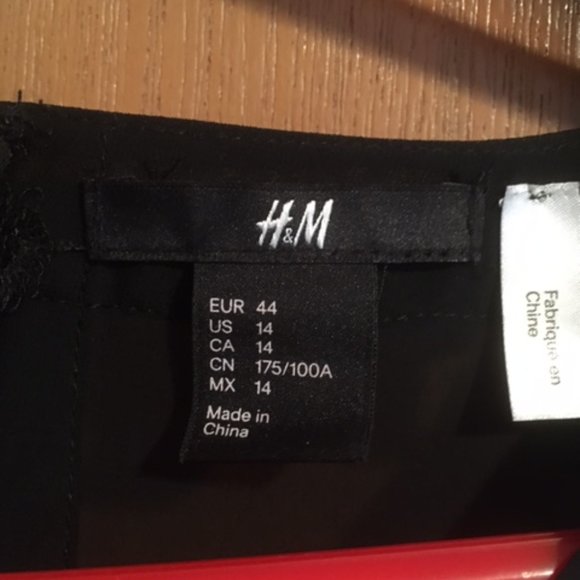 H&M
EUR 44
US 14
CA 14
CN 175/100A
MX 14
Made in
China
Fabriqué en
Chine